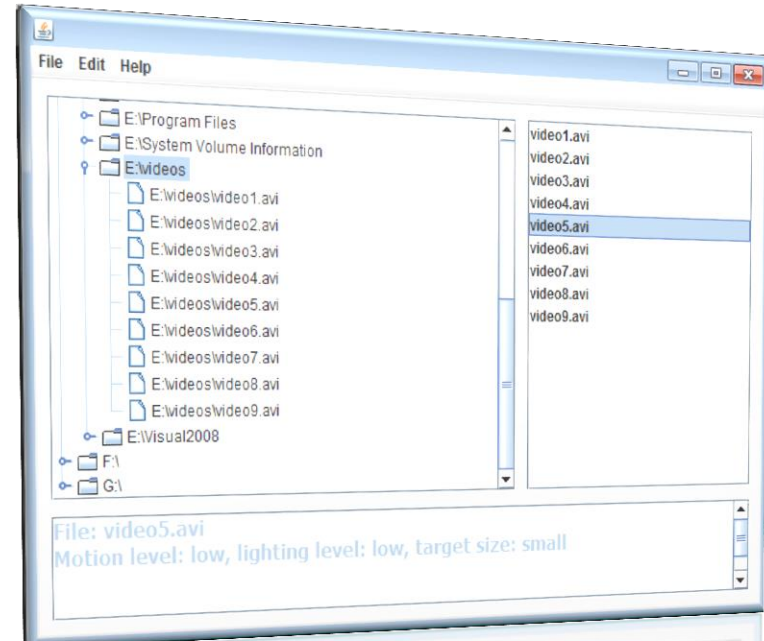 File Edit Help
E:\Program Files
E:\System Volume Information
E:\videos
E:\videos\video1.avi
E:\videos\video2.avi
E:\videos\video3.avi
E:\videos\video4.avi
E:\videos\video5.avi
E:\videos\video6.avi
E:\videos\video7.avi
E:\videos\video8.avi
E:\videos\video9.avi
E:\Visual2008
F:\
G:\
video1.avi
video2.avi
video3.avi
video4.avi
video5.avi
video6.avi
video7.avi
video8.avi
video9.avi
File: video5.avi
Motion level: low, lighting level: low, target size: small